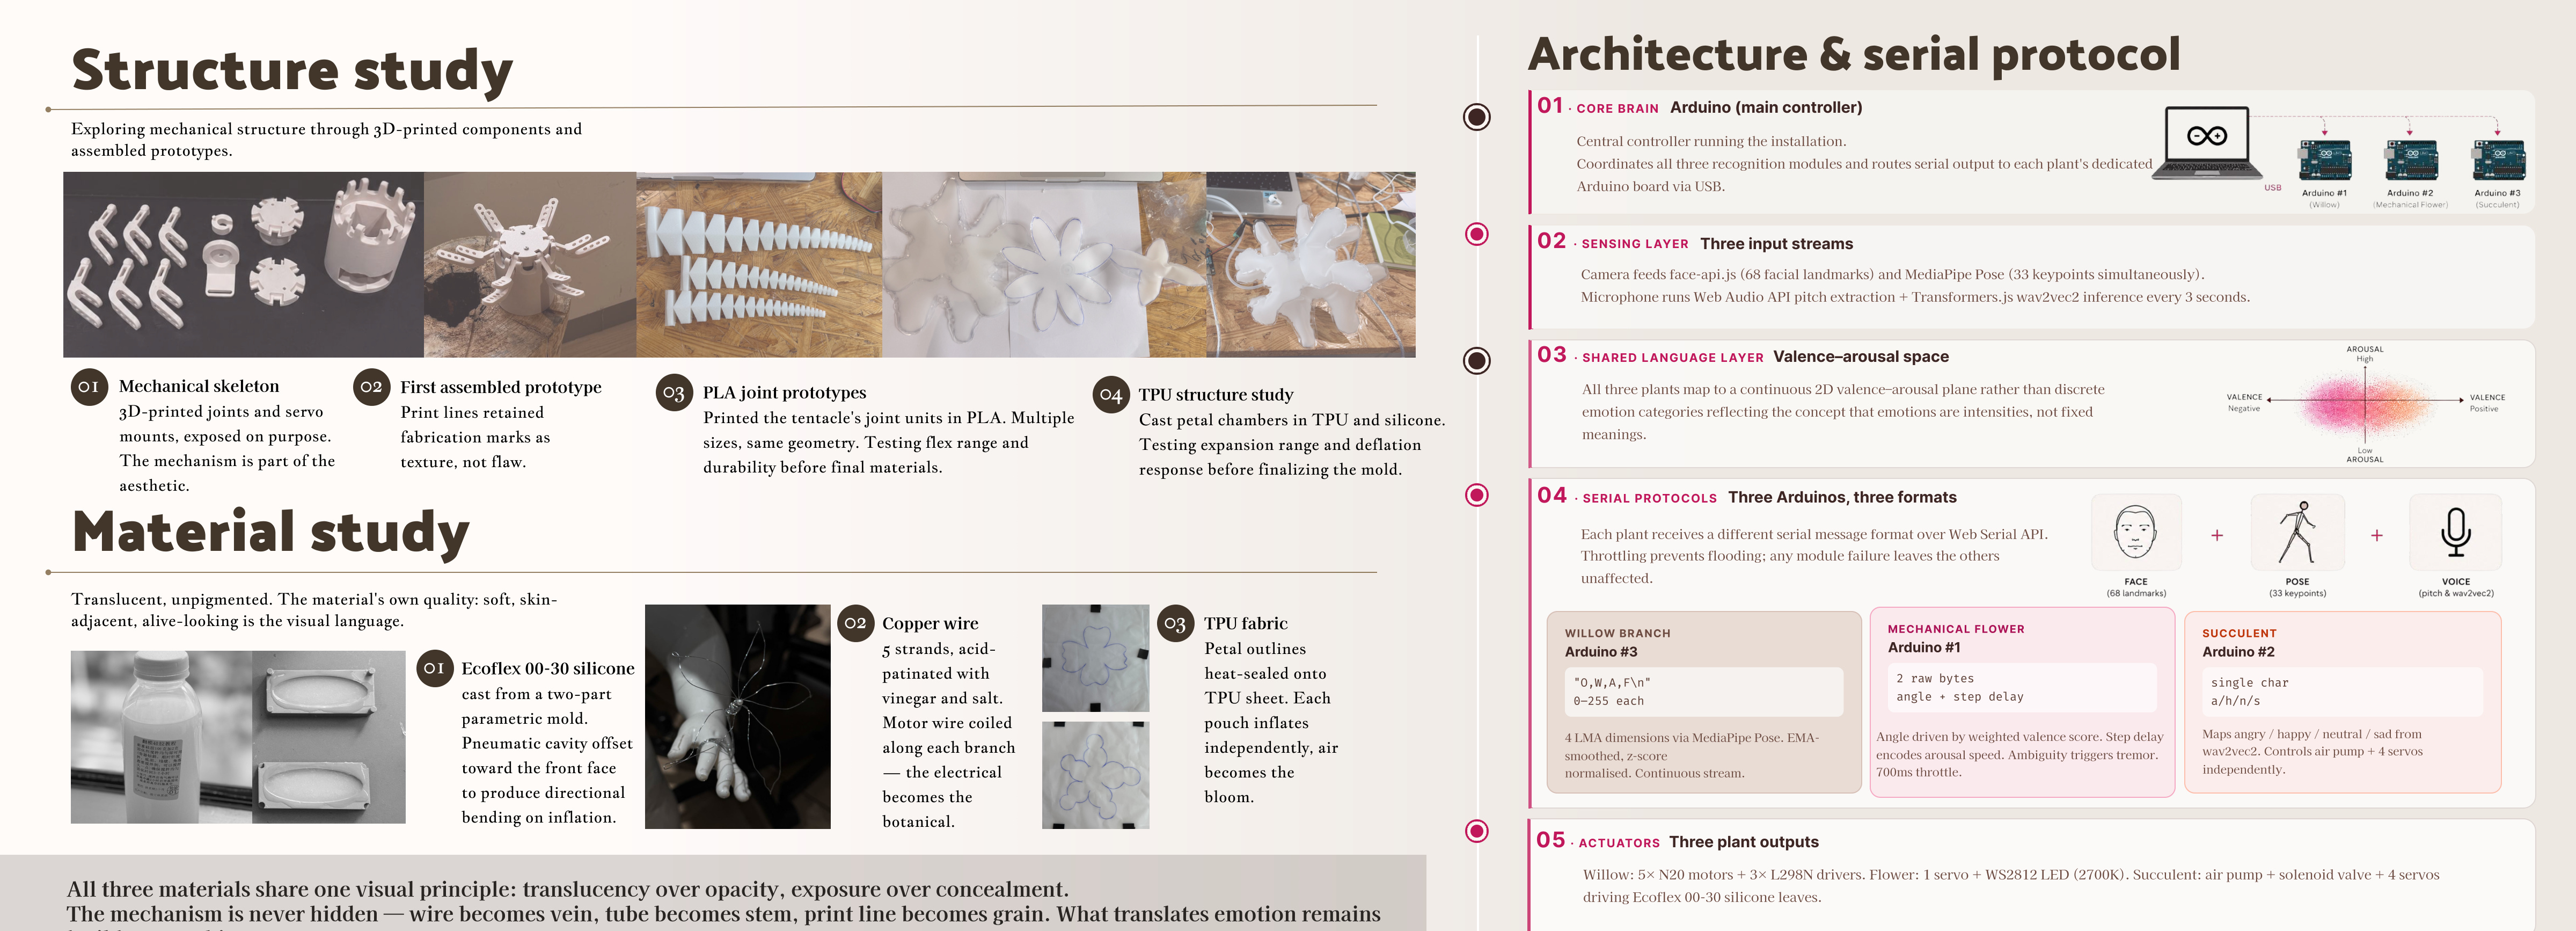 Structure study
Exploring mechanical structure through 3D-printed components and
assembled prototypes.
01
Mechanical skeleton
3D-printed joints and servo
mounts, exposed on purpose.
The mechanism is part of the
aesthetic.
02
First assembled prototype
Print lines retained
fabrication marks as
texture, not flaw.
03
PLA joint prototypes
Printed the tentacle's joint units in PLA. Multiple
sizes, same geometry. Testing flex range and
durability before final materials.
04
TPU structure study
Cast petal chambers in TPU and silicone.
Testing expansion range and deflation
response before finalizing the mold.
Material study
Translucent, unpigmented. The material's own quality: soft, skin-
adjacent, alive-looking is the visual language.
01
Ecoflex 00-30 silicone
cast from a two-part
parametric mold.
Pneumatic cavity offset
toward the front face
to produce directional
bending on inflation.
02
Copper wire
5 strands, acid-
patinated with
vinegar and salt.
Motor wire coiled
along each branch
— the electrical
becomes the
botanical.
03
TPU fabric
Petal outlines
heat-sealed onto
TPU sheet. Each
pouch inflates
independently, air
becomes the
bloom.
All three materials share one visual principle: translucency over opacity, exposure over concealment.
The mechanism is never hidden — wire becomes vein, tube becomes stem, print line becomes grain. What translates emotion remains
Architecture & serial protocol
01 · CORE BRAIN Arduino (main controller)
Central controller running the installation.
Coordinates all three recognition modules and routes serial output to each plant's dedicated
Arduino board via USB.
USB
Arduino #1
(Willow)
Arduino #2
(Mechanical Flower)
Arduino #3
(Succulent)
02 · SENSING LAYER Three input streams
Camera feeds face-api.js (68 facial landmarks) and MediaPipe Pose (33 keypoints simultaneously).
Microphone runs Web Audio API pitch extraction + Transformers.js wav2vec2 inference every 3 seconds.
03 · SHARED LANGUAGE LAYER Valence–arousal space
All three plants map to a continuous 2D valence–arousal plane rather than discrete
emotion categories reflecting the concept that emotions are intensities, not fixed
meanings.
AROUSAL
High
VALENCE
Negative
VALENCE
Positive
Low
AROUSAL
04 · SERIAL PROTOCOLS Three Arduinos, three formats
Each plant receives a different serial message format over Web Serial API.
Throttling prevents flooding; any module failure leaves the others
unaffected.
+
+
FACE
(68 landmarks)
POSE
(33 keypoints)
VOICE
(pitch & wav2vec2)
WILLOW BRANCH
Arduino #3
"O,W,A,F\n"
0–255 each
4 LMA dimensions via MediaPipe Pose. EMA-
smoothed, z-score
normalised. Continuous stream.
MECHANICAL FLOWER
Arduino #1
2 raw bytes
angle + step delay
Angle driven by weighted valence score. Step delay
encodes arousal speed. Ambiguity triggers tremor.
700ms throttle.
SUCCULENT
Arduino #2
single char
a/h/n/s
Maps angry / happy / neutral / sad from
wav2vec2. Controls air pump + 4 servos
independently.
05 · ACTUATORS Three plant outputs
Willow: 5× N20 motors + 3× L298N drivers. Flower: 1 servo + WS2812 LED (2700K). Succulent: air pump + solenoid valve + 4 servos
driving Ecoflex 00-30 silicone leaves.